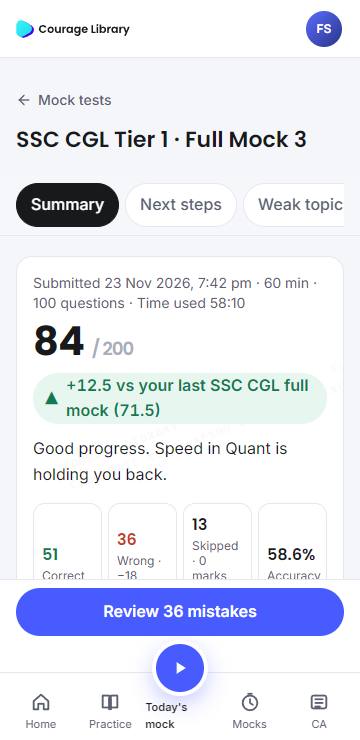 Courage Library
FS
← Mock tests
SSC CGL Tier 1 · Full Mock 3
Summary
Next steps
Weak topic
Submitted 23 Nov 2026, 7:42 pm · 60 min ·
100 questions · Time used 58:10
84 / 200
▲ +12.5 vs your last SSC CGL full
mock (71.5)
Good progress. Speed in Quant is
holding you back.
51
Correct
36
Wrong ·
−18
13
Skipped
· 0
marks
58.6%
Accuracy
Review 36 mistakes
Home
Practice
Today's
mock
Mocks
CA